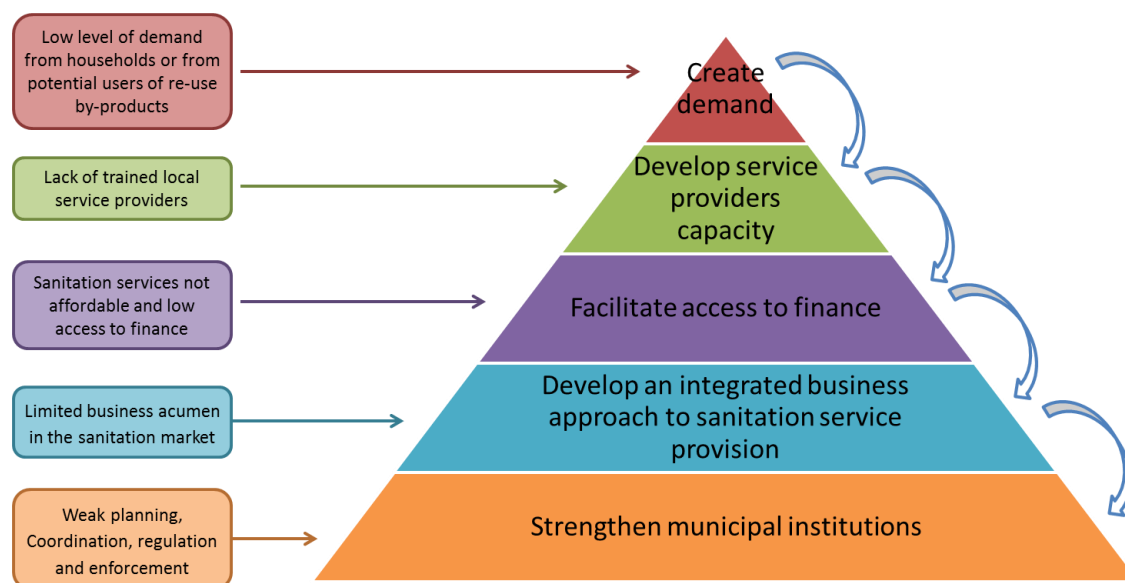 Low level of demand
from households or from
potential users of re-use
by-products
Create
demand
Lack of trained local
service providers
Develop service
providers
capacity
Sanitation services not
affordable and low
access to finance
Facilitate access to finance
Limited business acumen
in the sanitation market
Develop an integrated business
approach to sanitation service
provision
Weak planning,
Coordination, regulation
and enforcement
Strengthen municipal institutions